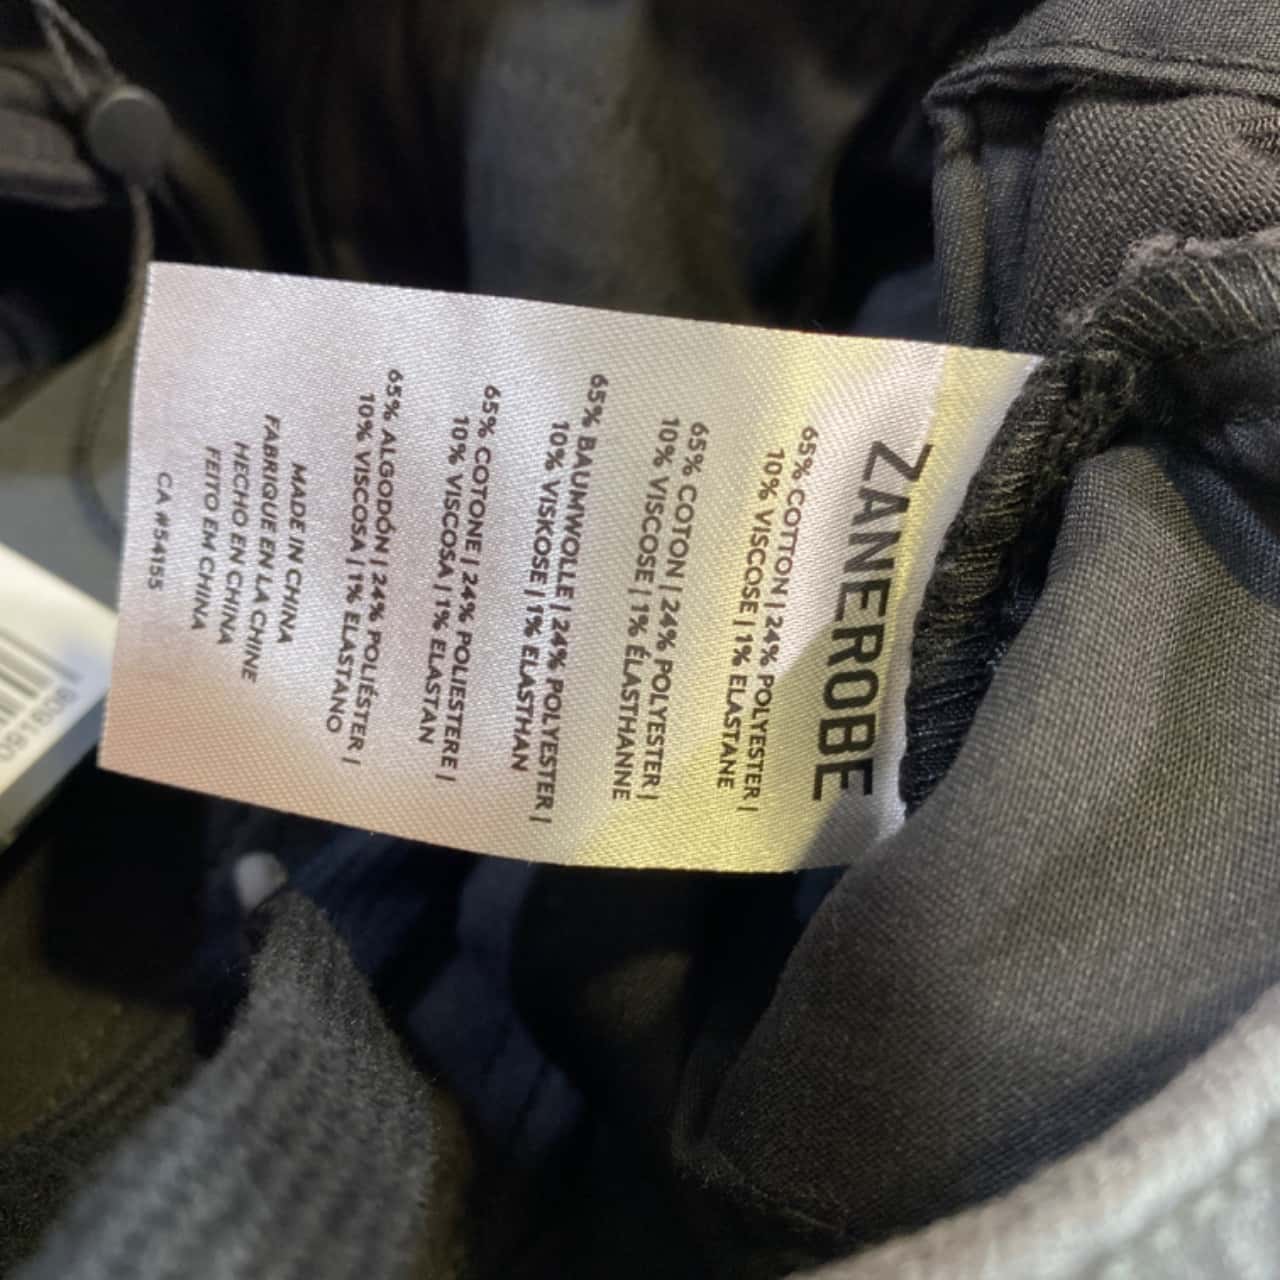 ZANEROBE
65% COTTON | 24% POLYESTER |
10% VISCOSE | 1% ELASTANE
65% COTON | 24% POLYESTER |
10% VISCOSE | 1% ÉLASTHANNE
65% BAUMWOLLE | 24% POLYESTER |
10% VISKOSE | 1% ELASTHAN
65% COTONE | 24% POLIESTERE |
10% VISCOSA | 1% ELASTAN
65% ALGODÓN | 24% POLIÉSTER |
10% VISCOSA | 1% ELASTANO
MADE IN CHINA
FABRIQUE EN LA CHINE
HECHO EN CHINA
FEITO EM CHINA
CA #54155